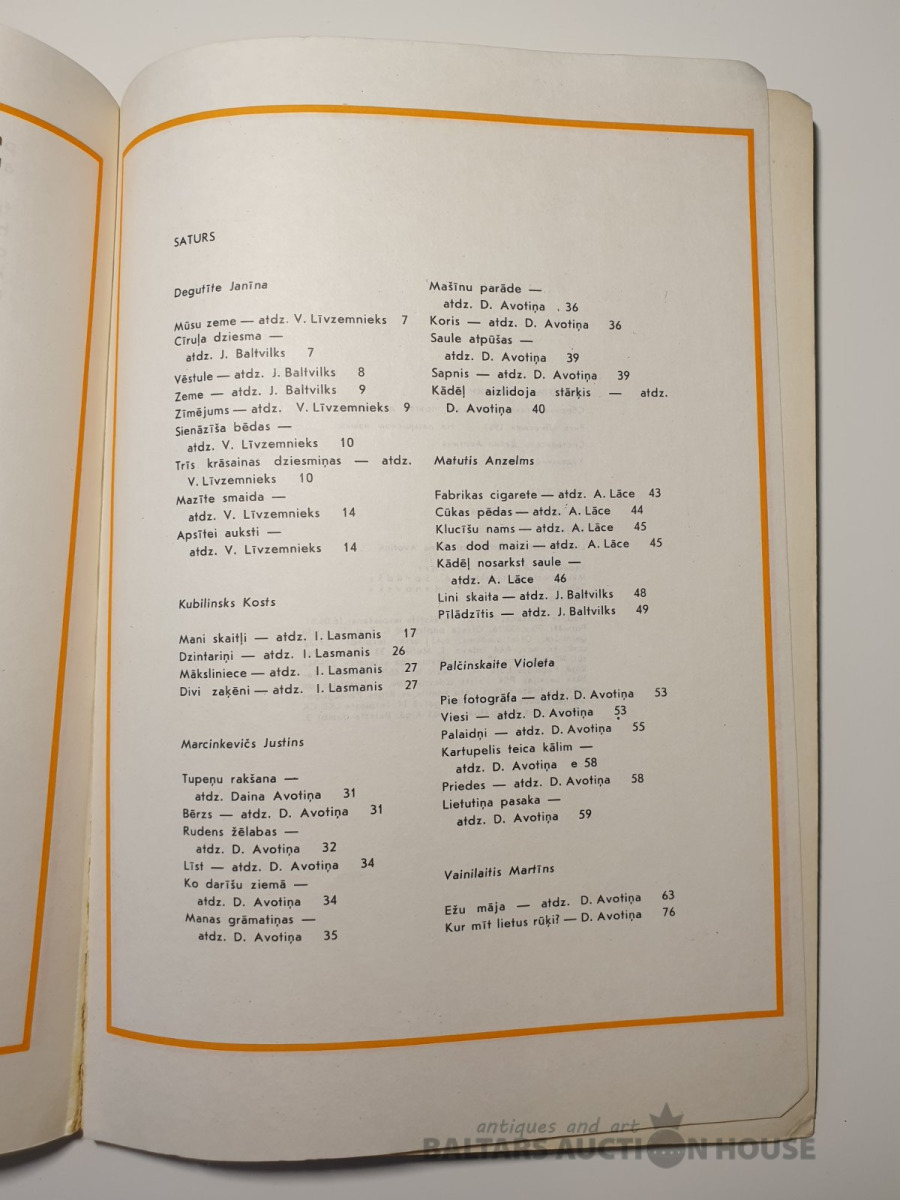 SATURS
Degutīte Janīna
Mūsu zeme — atdz. V. Līvzemnieks 7
Cīruļa dziesma —
atdz. J. Baltvilks 7
Vēstule — atdz. J. Baltvilks 8
Zeme — atdz. J. Baltvilks 9
Zīmējums — atdz. V. Līvzemnieks 9
Sienāzīša bēdas —
atdz. V. Līvzemnieks 10
Trīs krāsainas dziesmiņas — atdz.
V. Līvzemnieks 10
Mazīte smaida —
atdz. V. Līvzemnieks 14
Apsītei auksti —
atdz. V. Līvzemnieks 14
Kubilinsks Kosts
Mani skaitļi — atdz. I. Lasmanis 17
Dzintariņi — atdz. I. Lasmanis 26
Māksliniece — atdz. I. Lasmanis 27
Divi zaķēni — atdz. I. Lasmanis 27
Marcinkevičs Justins
Tupeņu rakšana —
atdz. Daina Avotiņa 31
Bērzs — atdz. D. Avotiņa 31
Rudens žēlabas —
atdz. D. Avotiņa 32
Līst — atdz. D. Avotiņa 34
Ko darīšu ziemā —
atdz. D. Avotiņa 34
Manas grāmatiņas —
atdz. D. Avotiņa 35
Mašīnu parāde —
atdz. D. Avotiņa . 36
Koris — atdz. D. Avotiņa 36
Saule atpūšas —
atdz. D. Avotiņa 39
Sapnis — atdz. D. Avotiņa 39
Kādēļ aizlidoja stārķis — atdz.
D. Avotiņa 40
Matutis Anzelms
Fabrikas cigarete — atdz. A. Lāce 43
Cūkas pēdas — atdz. A. Lāce 44
Klucīšu nams — atdz. A. Lāce 45
Kas dod maizi — atdz. A. Lāce 45
Kādēļ nosarkst saule —
atdz. A. Lāce 46
Lini skaita — atdz. J. Baltvilks 48
Pīlādzītis — atdz. J. Baltvilks 49
Palčinskaite Violeta
Pie fotogrāfa — atdz. D. Avotiņa 53
Viesi — atdz. D. Avotiņa 53
Palaidņi — atdz. D. Avotiņa 55
Kartupelis teica kālim —
atdz. D. Avotiņa e 58
Priedes — atdz. D. Avotiņa 58
Lietutiņa pasaka —
atdz. D. Avotiņa 59
Vainilaitis Martīns
Ežu māja — atdz. D. Avotiņa 63
Kur mīt lietus rūķi? — D. Avotiņa 76
antiques and art
BALTARS AUCTION HOUSE